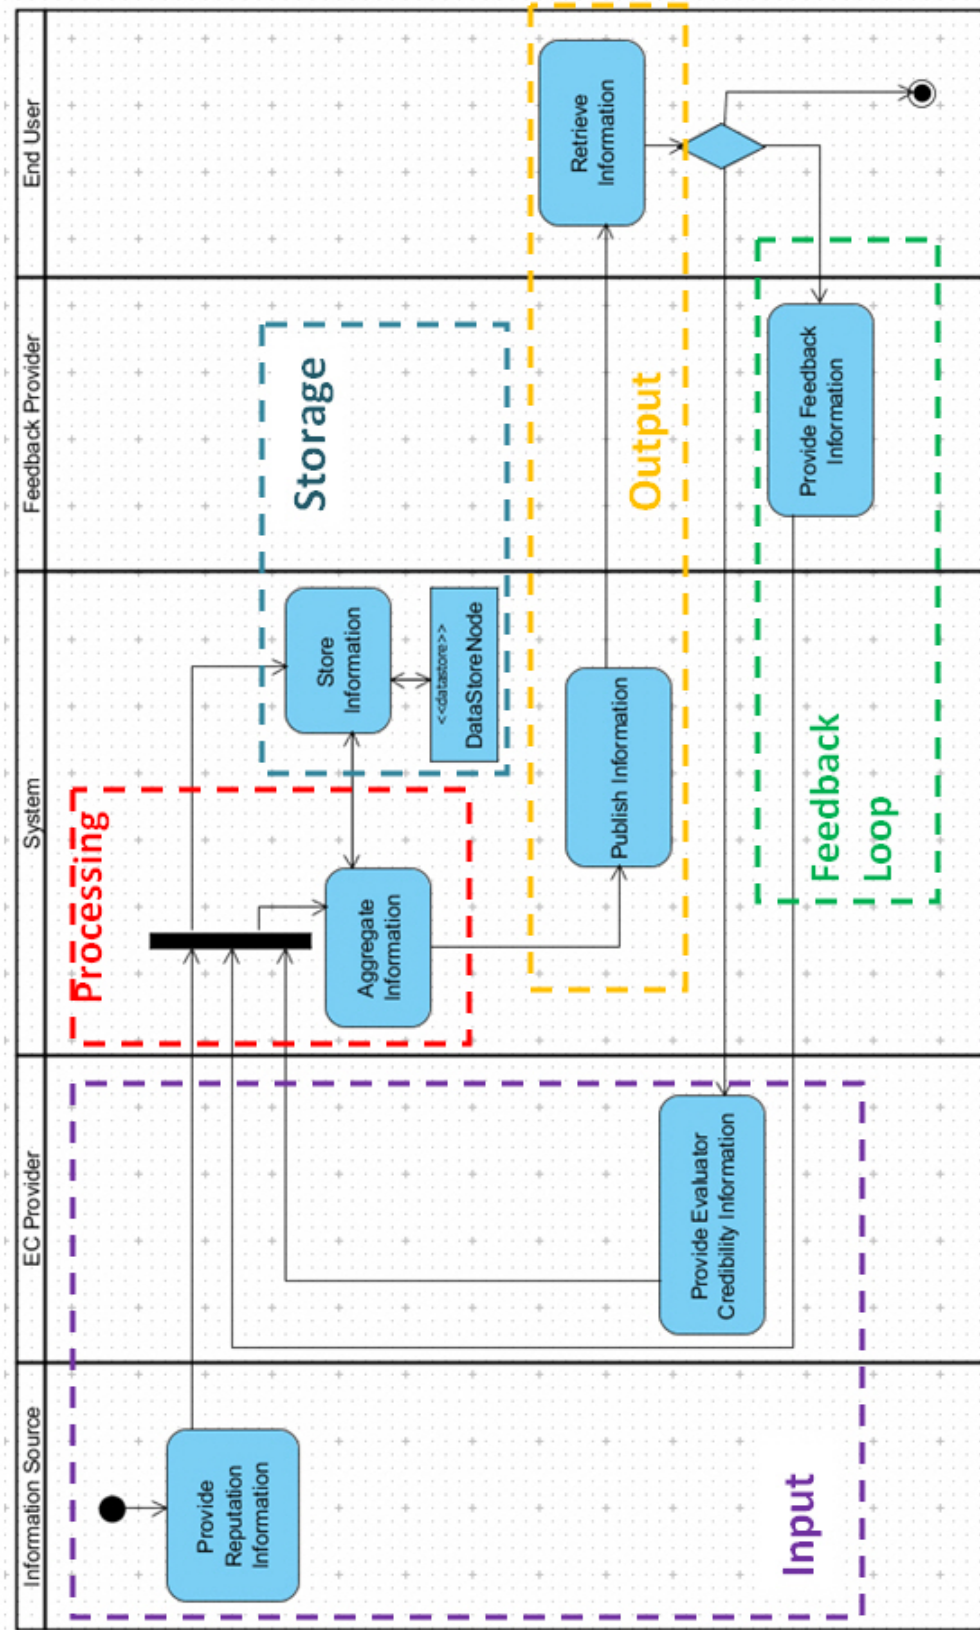 Information Source
EC Provider
System
Feedback Provider
End User
Provide
Reputation
Information
Input
Provide Evaluator
Credibility Information
Processing
Aggregate
Information
Store
Information
<<datastore>>
DataStoreNode
Storage
Publish Information
Output
Retrieve
Information
Feedback
Loop
Provide Feedback
Information